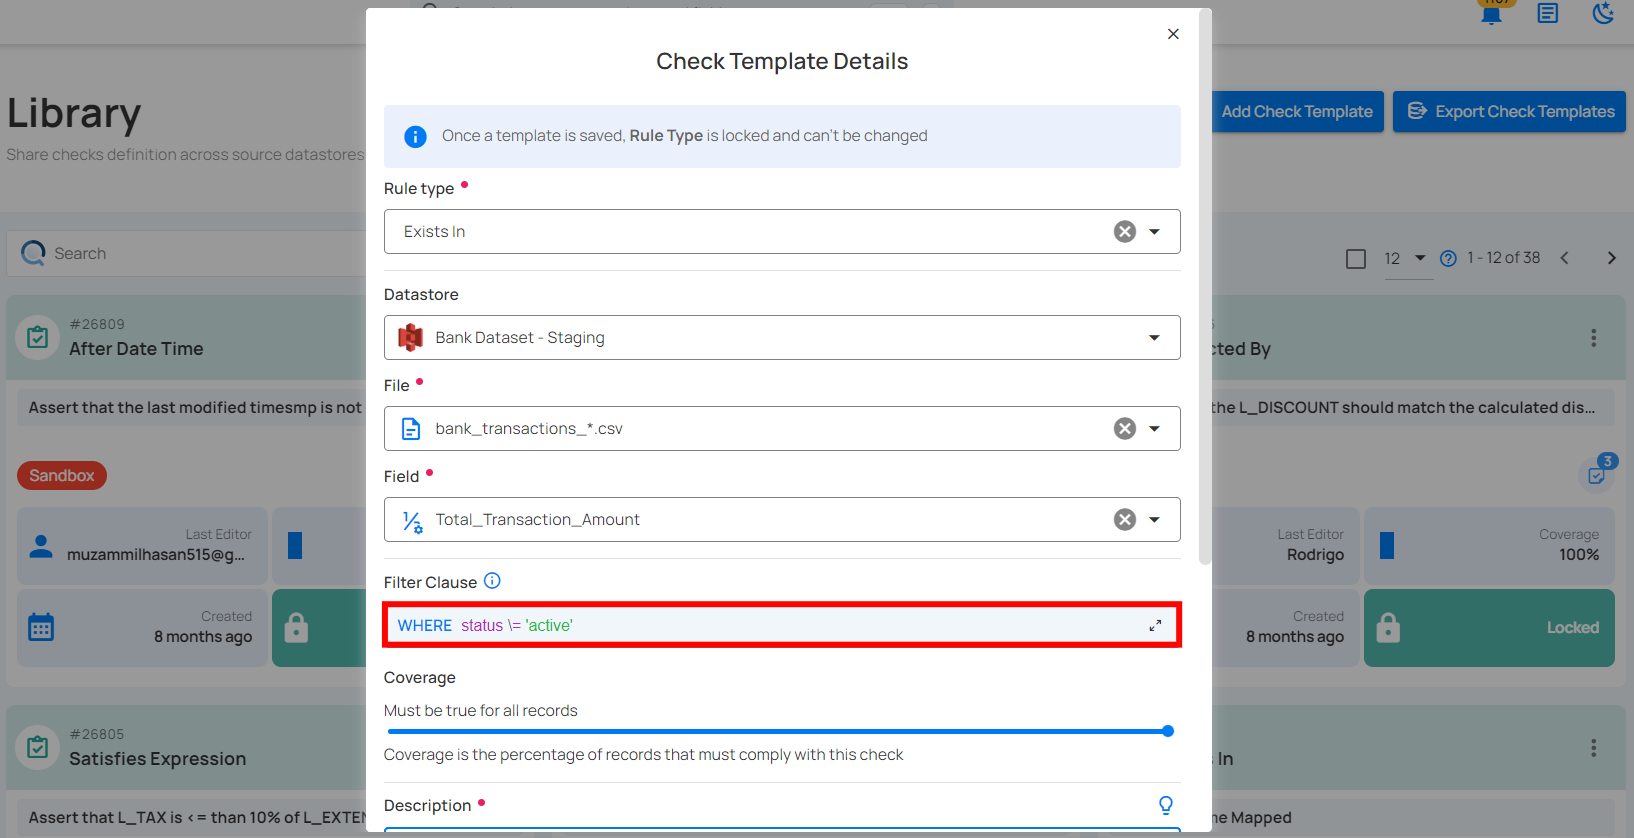 Check Template Details
Once a template is saved, Rule Type is locked and can't be changed
Rule type
Exists In
Datastore
Bank Dataset - Staging
File
bank_transactions_*.csv
Field
Total_Transaction_Amount
Filter Clause
WHERE status \= 'active'
Coverage
Must be true for all records
Coverage is the percentage of records that must comply with this check
Description
Library
Share checks definition across source datastores
Add Check Template
Export Check Templates
Search
12
1 - 12 of 38
#26809
After Date Time
Assert that the last modified timesmp is not
Sandbox
Last Editor
muzammilhasan515@g...
Created
8 months ago
cted By
the L_DISCOUNT should match the calculated dis...
3
Last Editor
Rodrigo
Coverage
100%
Created
8 months ago
Locked
#26805
Satisfies Expression
Assert that L_TAX is <= than 10% of L_EXTEN
In
ne Mapped